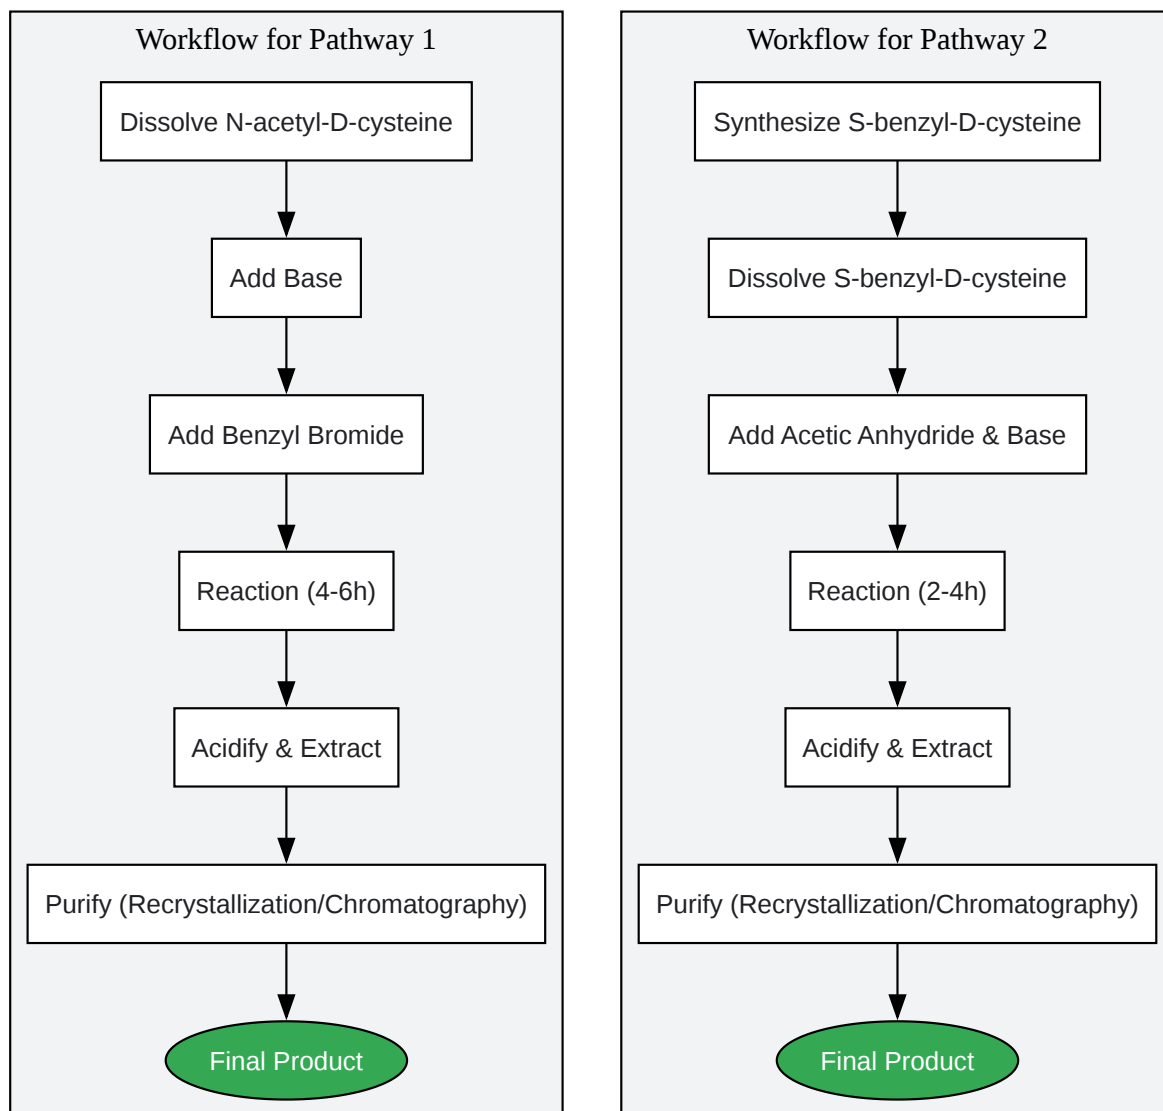 Workflow for Pathway 1
Dissolve N-acetyl-D-cysteine
Add Base
Add Benzyl Bromide
Reaction (4-6h)
Acidify & Extract
Purify (Recrystallization/Chromatography)
Final Product
Workflow for Pathway 2
Synthesize S-benzyl-D-cysteine
Dissolve S-benzyl-D-cysteine
Add Acetic Anhydride & Base
Reaction (2-4h)
Acidify & Extract
Purify (Recrystallization/Chromatography)
Final Product